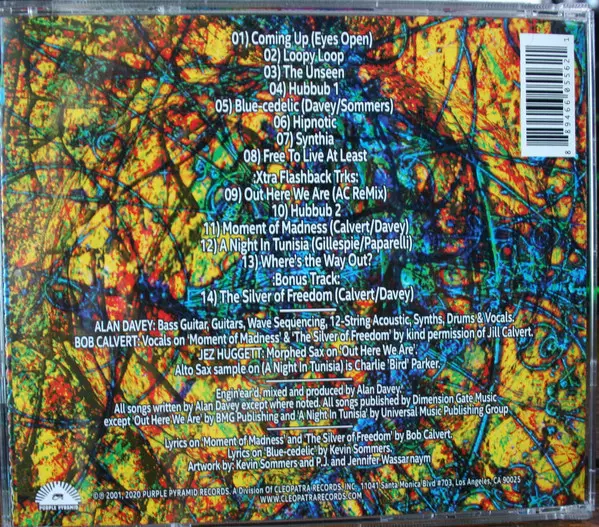 01) Coming Up (Eyes Open)
02) Loopy Loop
03) The Unseen
04) Hubbub 1
05) Blue-cedelic (Davey/Sommers)
06) Hipnotic
07) Synthia
08) Free To Live At Least
:Xtra Flashback Trks:
09) Out Here We Are (AC ReMix)
10) Hubbub 2
11) Moment of Madness (Calvert/Davey)
12) A Night In Tunisia (Gillespie/Paparelli)
13) Where's the Way Out?
:Bonus Track:
14) The Silver of Freedom (Calvert/Davey)
ALAN DAVEY: Bass Guitar, Guitars, Wave Sequencing, 12-String Acoustic, Synths, Drums & Vocals.
BOB CALVERT: Vocals on 'Moment of Madness' & 'The Silver of Freedom' by kind permission of Jill Calvert.
JEZ HUGGETT: Morphed Sax on 'Out Here We Are'.
Alto Sax sample on (A Night In Tunisia) is Charlie 'Bird' Parker.
Engin'ear'd, mixed and produced by Alan Davey.
All songs written by Alan Davey except where noted. All songs published by Dimension Gate Music
except 'Out Here We Are' by BMG Publishing and 'A Night In Tunisia' by Universal Music Publishing Group
Lyrics on 'Moment of Madness' and 'The Silver of Freedom' by Bob Calvert.
Lyrics on 'Blue-cedelic' by Kevin Sommers.
Artwork by: Kevin Sommers and P.J. and Jennifer Wassarnaym
PURPLE PYRAMID
©℗ 2001, 2020 PURPLE PYRAMID RECORDS. A Division Of CLEOPATRA RECORDS, INC. 11041 Santa Monica Blvd #703, Los Angeles, CA 90025
WWW.CLEOPATRARECORDS.COM
8 89466 05562 1